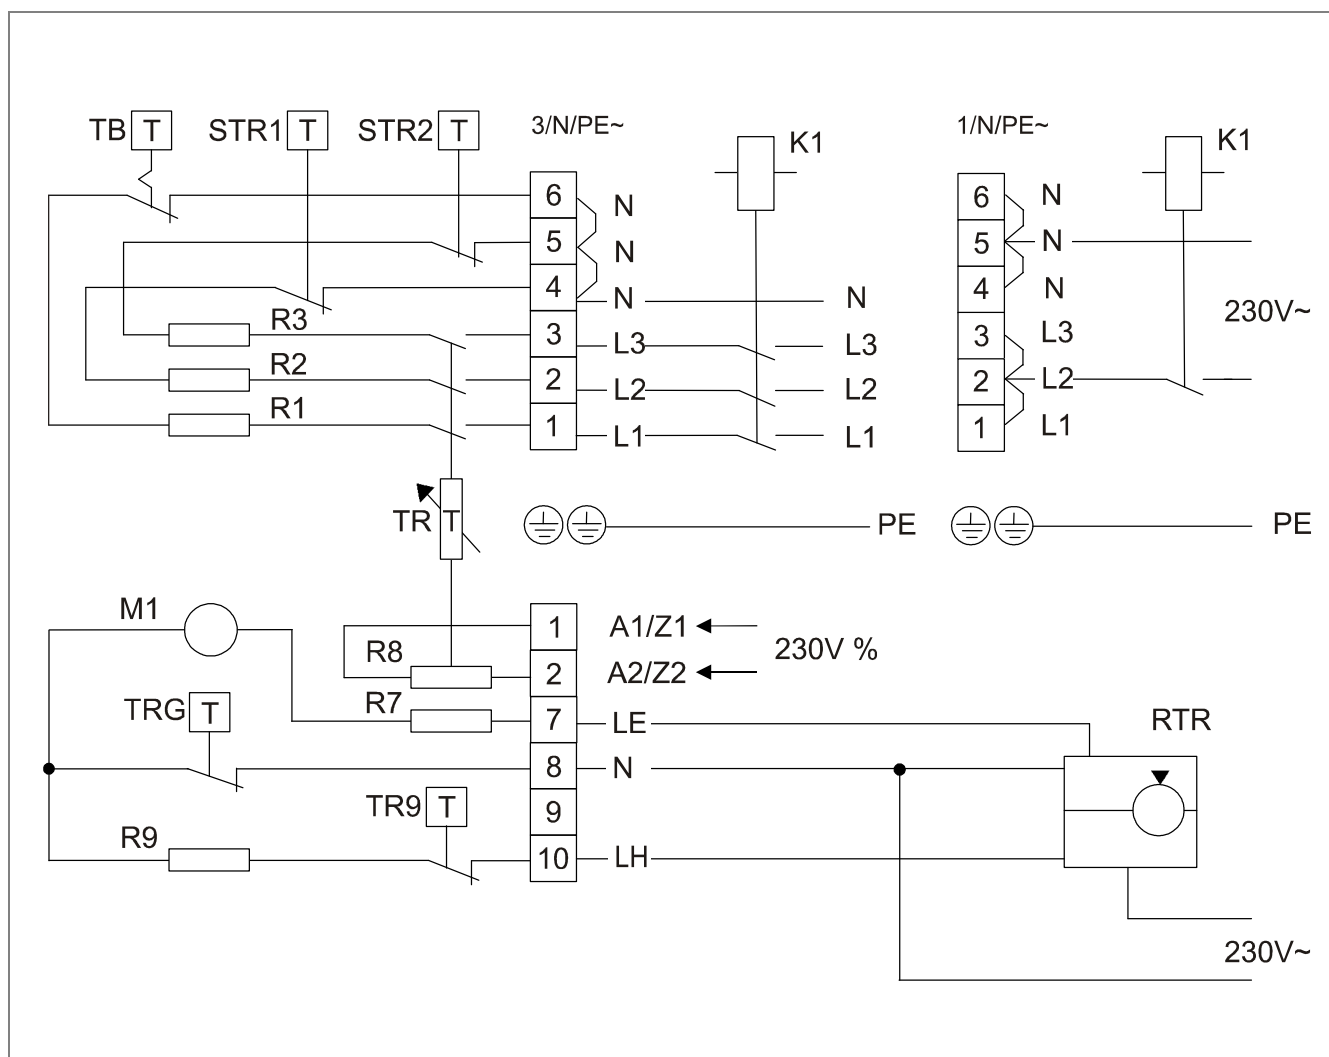 TB T STR1 T STR2 T 3/N/PE~ K1 1/N/PE~ K1
6 N 6 N
5 N 5 N
4 N N 4 N 230V~
R3 3 L3 L3 3 L3
R2 2 L2 L2 2 L2
R1 1 L1 L1 1 L1
TR T PE PE
M1 1 A1/Z1 230V %
R8 2 A2/Z2
TRG T R7 7 LE RTR
8 N
TR9 T 9
R9 10 LH
230V~